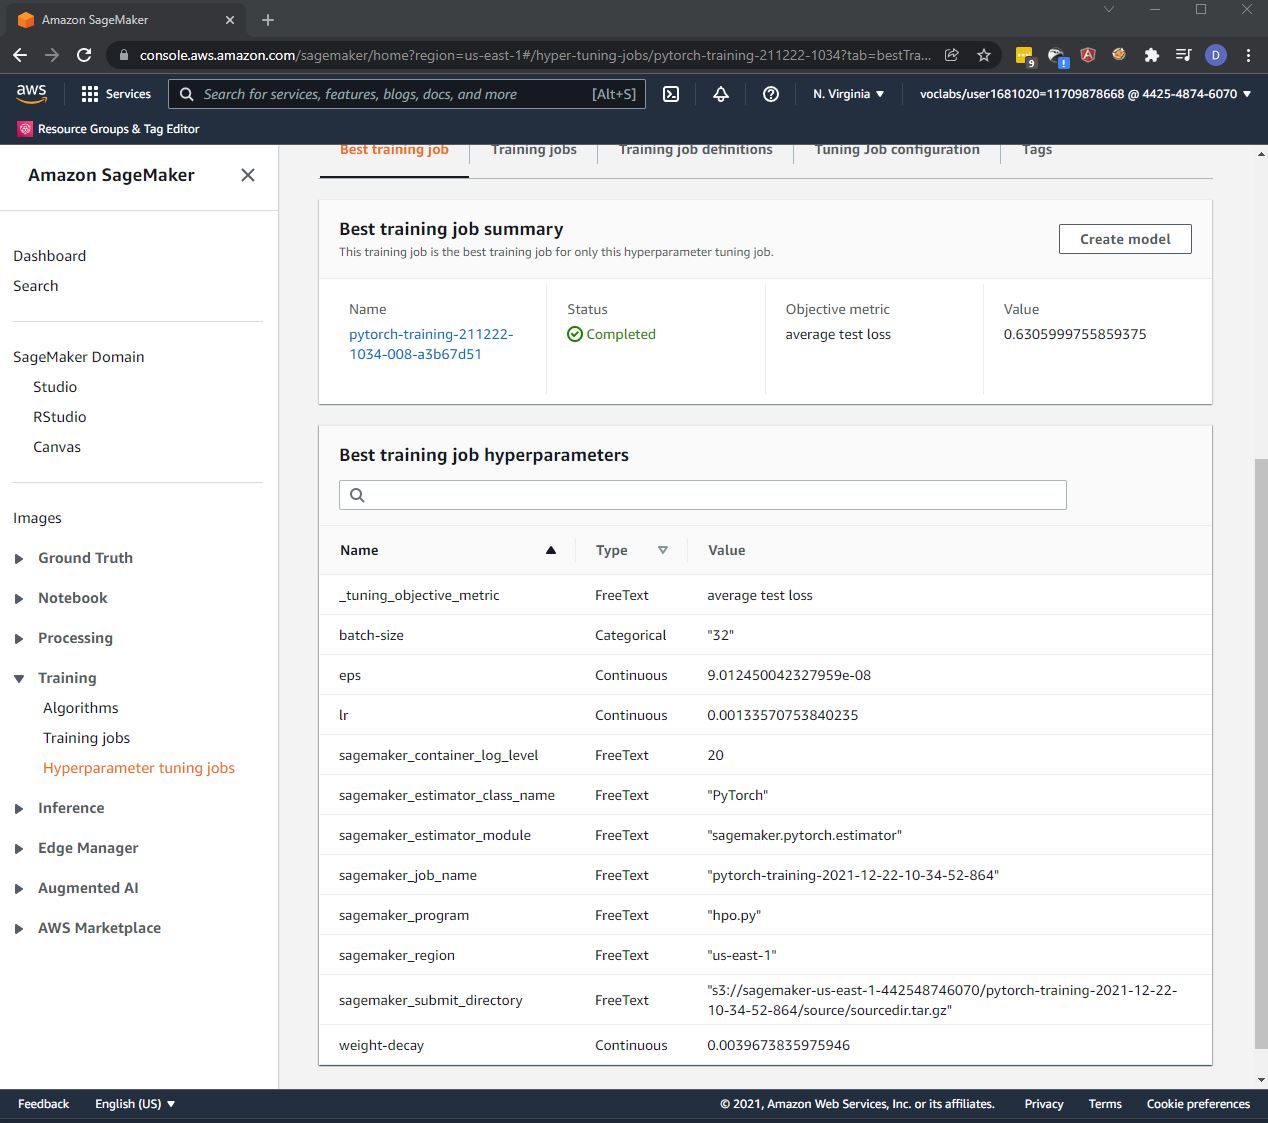 Amazon SageMaker
console.aws.amazon.com/sagemaker/home?region=us-east-1#/hyper-tuning-jobs/pytorch-training-211222-1034?tab=bestTra...
9
!
D
aws
Services
Search for services, features, blogs, docs, and more [Alt+S]
N. Virginia
voclabs/user1681020=11709878668 @ 4425-4874-6070
Resource Groups & Tag Editor
Amazon SageMaker
Dashboard
Search
SageMaker Domain
Studio
RStudio
Canvas
Images
Ground Truth
Notebook
Processing
Training
Algorithms
Training jobs
Hyperparameter tuning jobs
Inference
Edge Manager
Augmented AI
AWS Marketplace
Best training job Training jobs Training job definitions Tuning Job configuration Tags
Best training job summary
This training job is the best training job for only this hyperparameter tuning job.
Create model
Name
pytorch-training-211222-
1034-008-a3b67d51
Status
Completed
Objective metric
average test loss
Value
0.6305999755859375
Best training job hyperparameters
Name Type Value
_tuning_objective_metric FreeText average test loss
batch-size Categorical "32"
eps Continuous 9.012450042327959e-08
lr Continuous 0.00133570753840235
sagemaker_container_log_level FreeText 20
sagemaker_estimator_class_name FreeText "PyTorch"
sagemaker_estimator_module FreeText "sagemaker.pytorch.estimator"
sagemaker_job_name FreeText "pytorch-training-2021-12-22-10-34-52-864"
sagemaker_program FreeText "hpo.py"
sagemaker_region FreeText "us-east-1"
sagemaker_submit_directory FreeText "s3://sagemaker-us-east-1-442548746070/pytorch-training-2021-12-22-
10-34-52-864/source/sourcedir.tar.gz"
weight-decay Continuous 0.0039673835975946
Feedback English (US) © 2021, Amazon Web Services, Inc. or its affiliates. Privacy Terms Cookie preferences